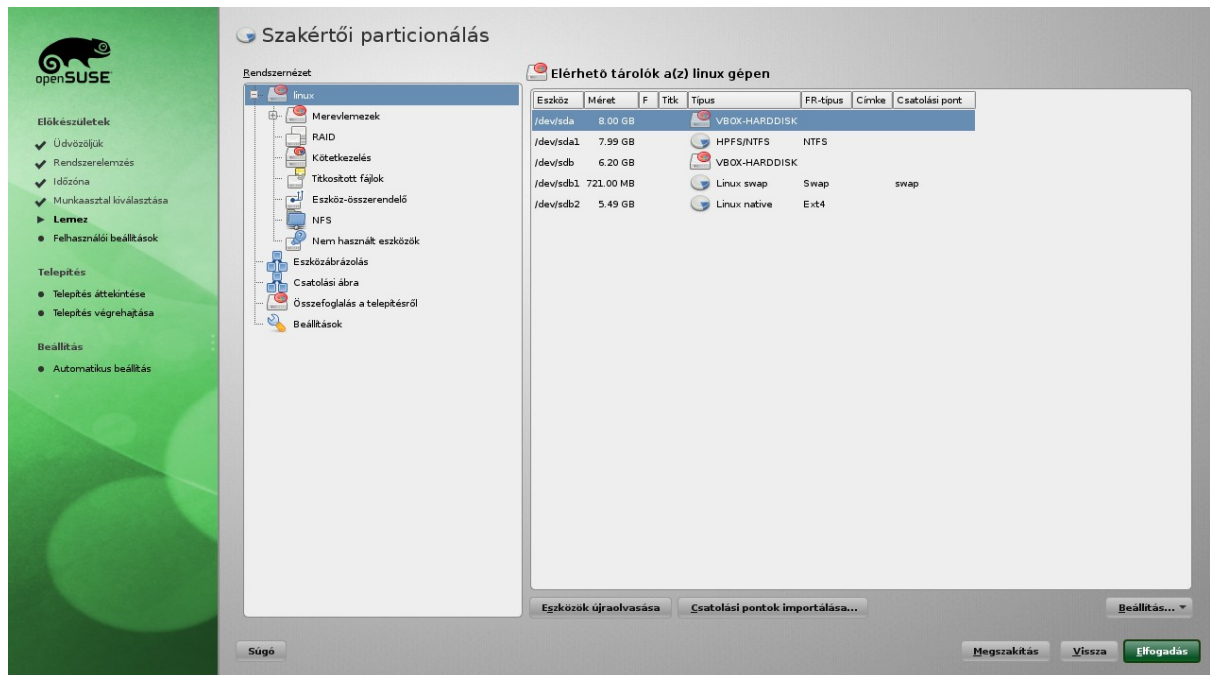 openSUSE
Előkészületek
Üdvözöljük
Rendszerelemzés
Időzóna
Munkaasztal kiválasztása
Lemez
Felhasználói beállítások
Telepítés
Telepítés áttekintése
Telepítés végrehajtása
Beállítás
Automatikus beállítás
Szakértői particionálás
Rendszernézet
linux
Merevlemezek
RAID
Kötetkezelés
Titkosított fájlok
Eszköz-összerendelő
NFS
Nem használt eszközök
Eszközábrázolás
Csatolási ábra
Összefoglalás a telepítésről
Beállítások
Elérhető tárolók a(z) linux gépen
Eszköz Méret F Titk Típus FR-típus Címke Csatolási pont
/dev/sda 8.00 GB VBOX-HARDDISK
/dev/sda1 7.99 GB HPFS/NTFS NTFS
/dev/sdb 6.20 GB VBOX-HARDDISK
/dev/sdb1 721.00 MB Linux swap Swap swap
/dev/sdb2 5.49 GB Linux native Ext4
Eszközök újraolvasása Csatolási pontok importálása... Beállítás...
Súgó Megszakítás Vissza Elfogadás